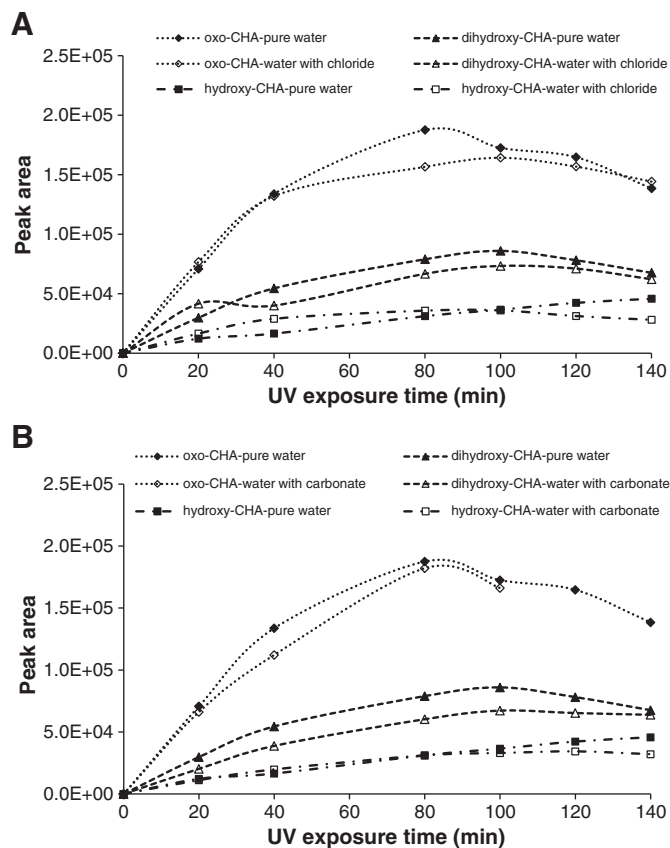 A
oxo-CHA-pure water
dihydroxy-CHA-pure water
oxo-CHA-water with chloride
dihydroxy-CHA-water with chloride
hydroxy-CHA-pure water
hydroxy-CHA-water with chloride
2.5E+05
2.0E+05
1.5E+05
1.0E+05
5.0E+04
0.0E+00
Peak area
0 20 40 60 80 100 120 140
UV exposure time (min)
B
oxo-CHA-pure water
dihydroxy-CHA-pure water
oxo-CHA-water with carbonate
dihydroxy-CHA-water with carbonate
hydroxy-CHA-pure water
hydroxy-CHA-water with carbonate
2.5E+05
2.0E+05
1.5E+05
1.0E+05
5.0E+04
0.0E+00
Peak area
0 20 40 60 80 100 120 140
UV exposure time (min)